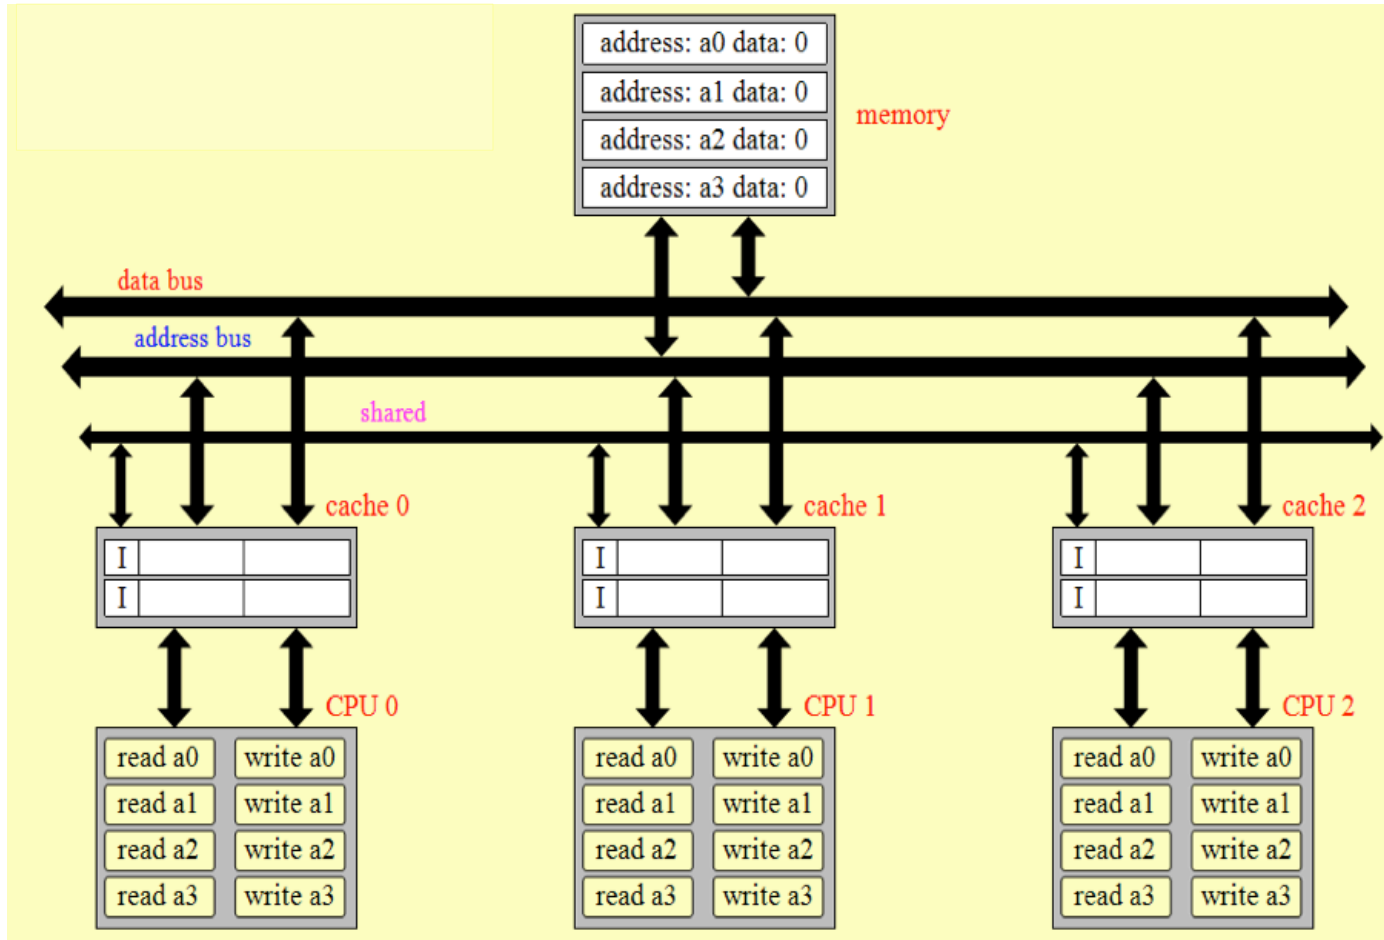 address: a0 data: 0
address: a1 data: 0
memory
address: a2 data: 0
address: a3 data: 0
data bus
address bus
shared
cache 0
cache 1
cache 2
I
I
I
I
I
I
CPU 0
CPU 1
CPU 2
read a0 write a0
read a1 write a1
read a2 write a2
read a3 write a3
read a0 write a0
read a1 write a1
read a2 write a2
read a3 write a3
read a0 write a0
read a1 write a1
read a2 write a2
read a3 write a3